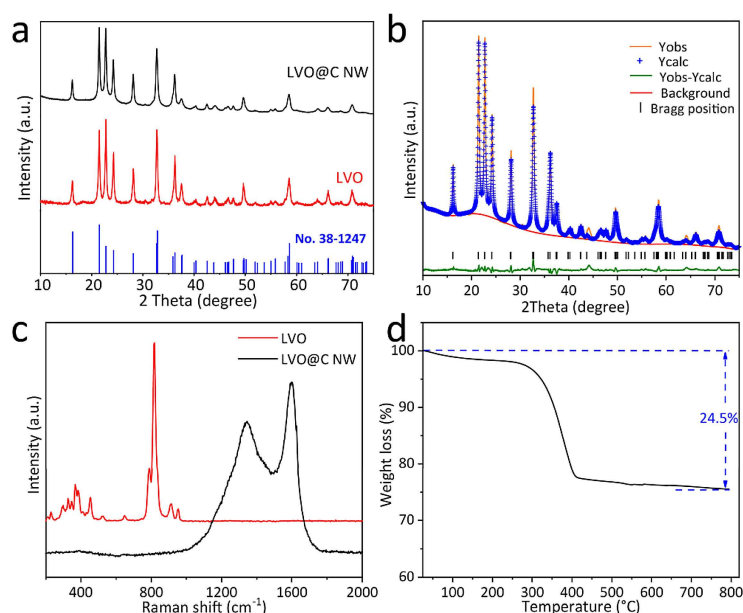 a
Intensity (a.u.)
LVO@C NW
LVO
No. 38-1247
10 20 30 40 50 60 70
2 Theta (degree)
b
Intensity (a.u.)
Yobs
Ycalc
Yobs-Ycalc
Background
Bragg position
10 20 30 40 50 60 70
2Theta (degree)
c
Intensity (a.u.)
LVO
LVO@C NW
400 800 1200 1600 2000
Raman shift (cm⁻¹)
d
Weight loss (%)
100
90
80
70
60
24.5%
100 200 300 400 500 600 700 800
Temperature (°C)